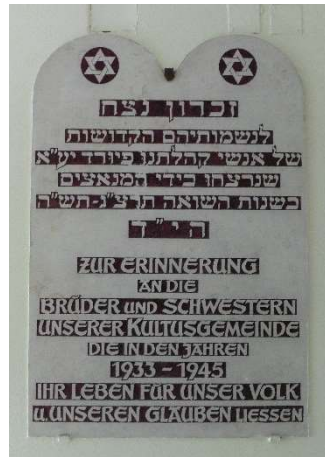 זכרון נצח
לנשמותיהם הקדושות
של אנשי קהלתנו פיורד יע"א
שנרצחו בידי המנאצים
בשנות השואה תרצ"ג-תש"ה
הי"ד
ZUR ERINNERUNG
AN DIE
BRÜDER UND SCHWESTERN
UNSERER KULTUSGEMEINDE
DIE IN DEN JAHREN
1933 – 1945
IHR LEBEN FÜR UNSER VOLK
U. UNSEREN GLAUBEN LIESSEN